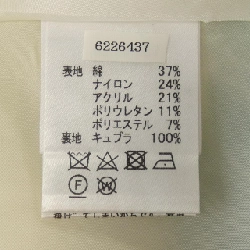 6226437
表地 綿 37%
ナイロン 24%
アクリル 21%
ポリウレタン 11%
ポリエステル 7%
裏地 キュプラ 100%